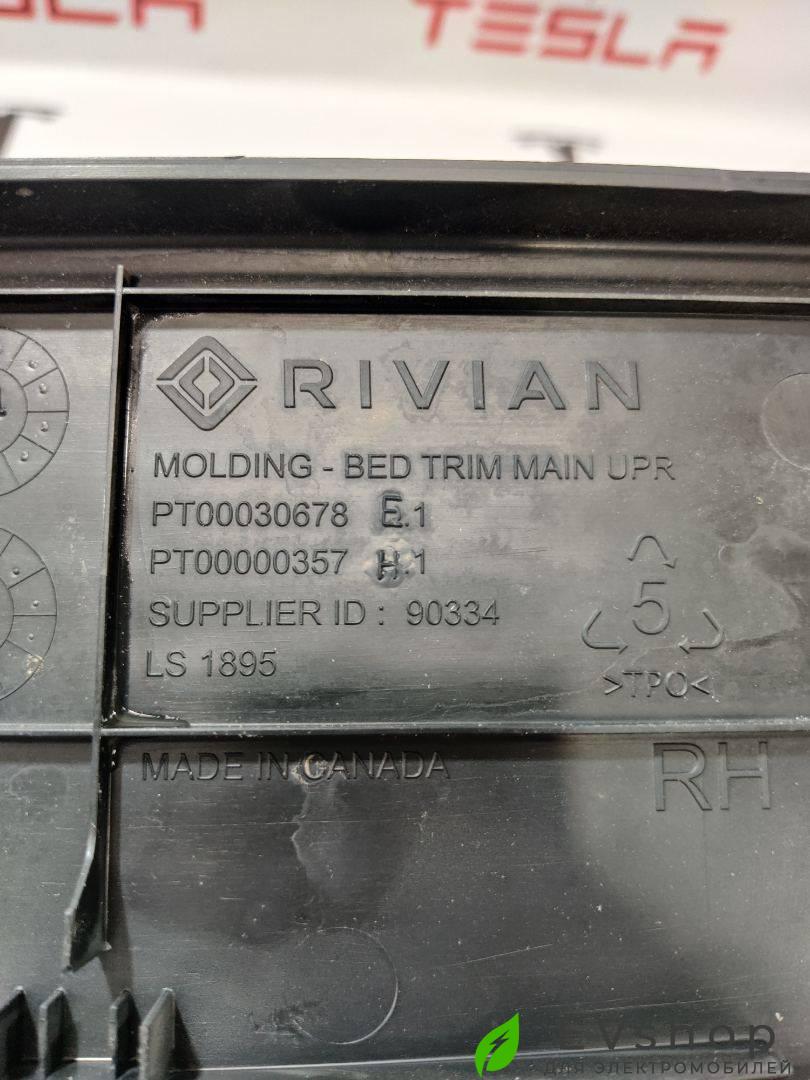 TESLA
RIVIAN
MOLDING - BED TRIM MAIN UPR
PT00030678 E.1
PT00000357 H.1
SUPPLIER ID : 90334
LS 1895
5
>TPO<
MADE IN CANADA
RH
EVshop
ДЛЯ ЭЛЕКТРОМОБИЛЕЙ